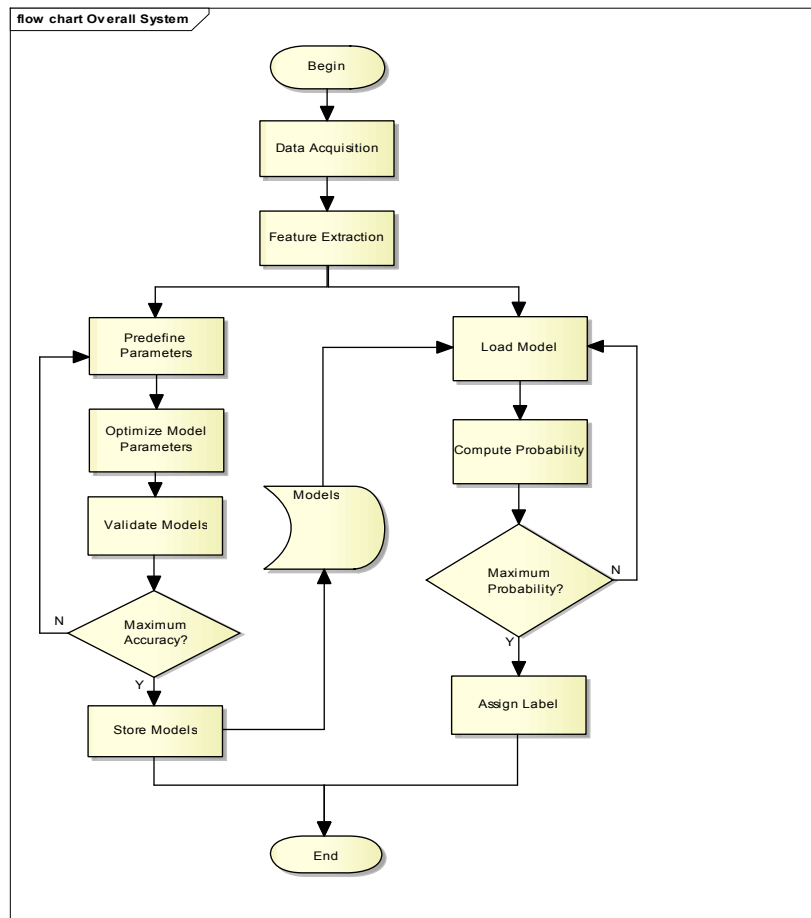 flow chart Overall System
Begin
Data Acquisition
Feature Extraction
Predefine
Parameters
Optimize Model
Parameters
Validate Models
Maximum
Accuracy?
N
Y
Store Models
Models
Load Model
Compute Probability
Maximum
Probability?
N
Y
Assign Label
End